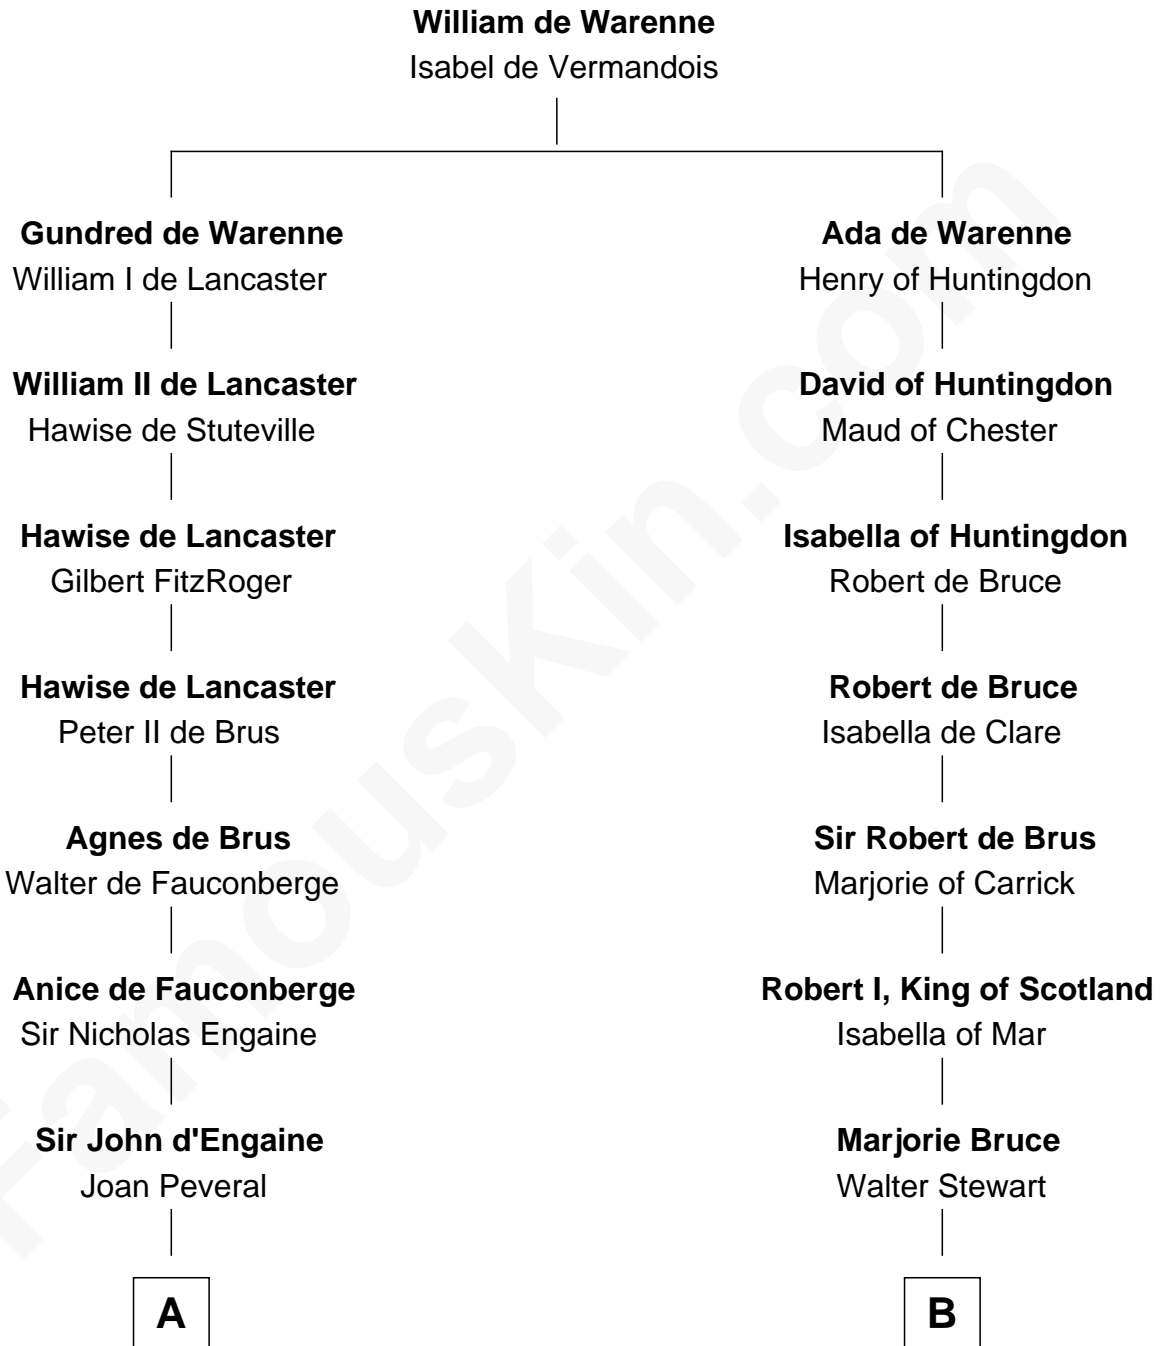 William de Warenne
Isabel de Vermandois
Gundred de Warenne
William I de Lancaster
William II de Lancaster
Hawise de Stuteville
Hawise de Lancaster
Gilbert FitzRoger
Hawise de Lancaster
Peter II de Brus
Agnes de Brus
Walter de Fauconberge
Anice de Fauconberge
Sir Nicholas Engaine
Sir John d'Engaine
Joan Peveral
A
Ada de Warenne
Henry of Huntingdon
David of Huntingdon
Maud of Chester
Isabella of Huntingdon
Robert de Bruce
Robert de Bruce
Isabella de Clare
Sir Robert de Brus
Marjorie of Carrick
Robert I, King of Scotland
Isabella of Mar
Marjorie Bruce
Walter Stewart
B
FamousKin.com